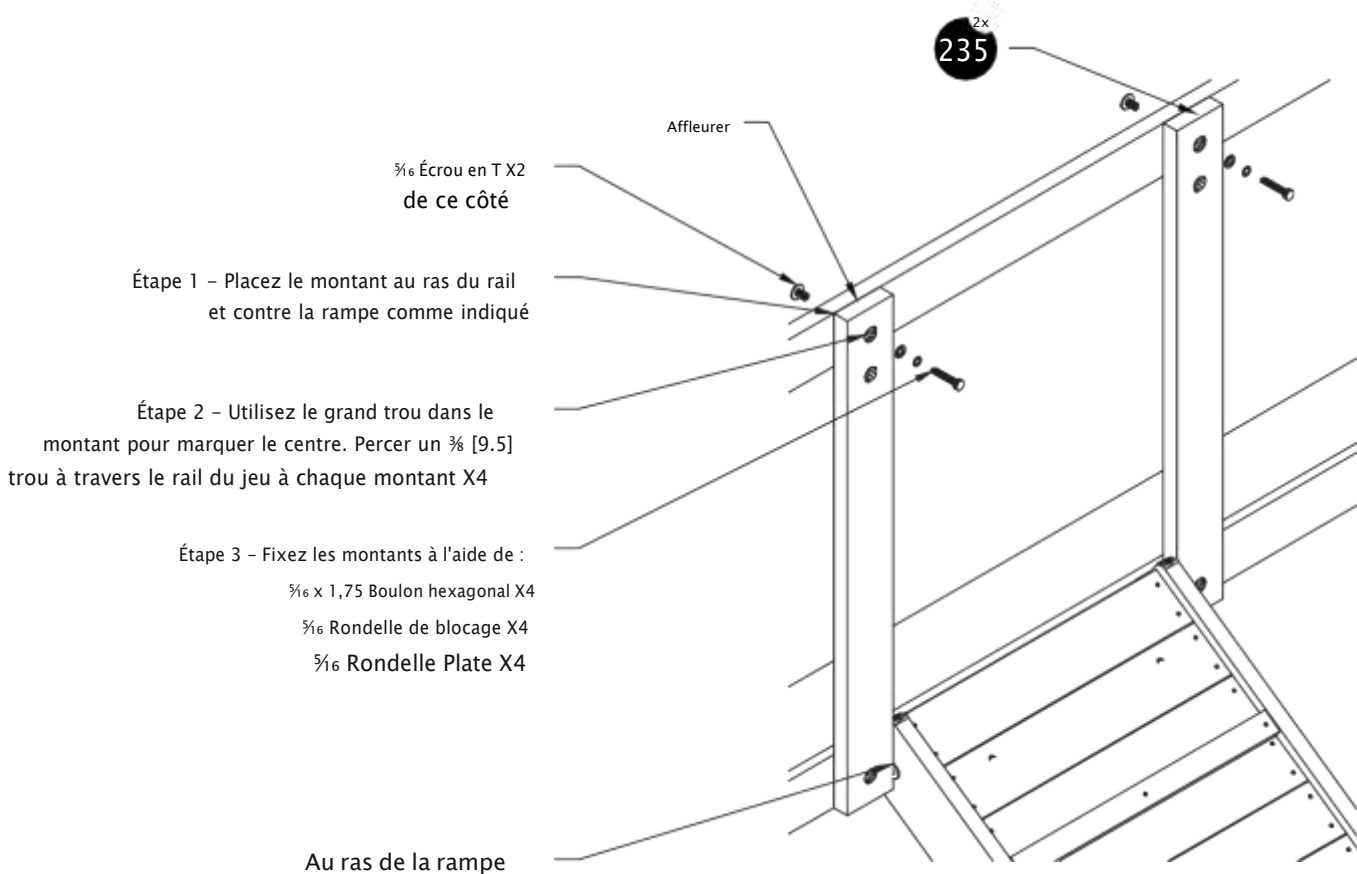 2x
235
Affleurer
⁵⁄₁₆ Écrou en T X2
de ce côté
Étape 1 – Placez le montant au ras du rail
et contre la rampe comme indiqué
Étape 2 – Utilisez le grand trou dans le
montant pour marquer le centre. Percer un ⅜ [9.5]
trou à travers le rail du jeu à chaque montant X4
Étape 3 – Fixez les montants à l'aide de :
⁵⁄₁₆ x 1,75 Boulon hexagonal X4
⁵⁄₁₆ Rondelle de blocage X4
⁵⁄₁₆ Rondelle Plate X4
Au ras de la rampe